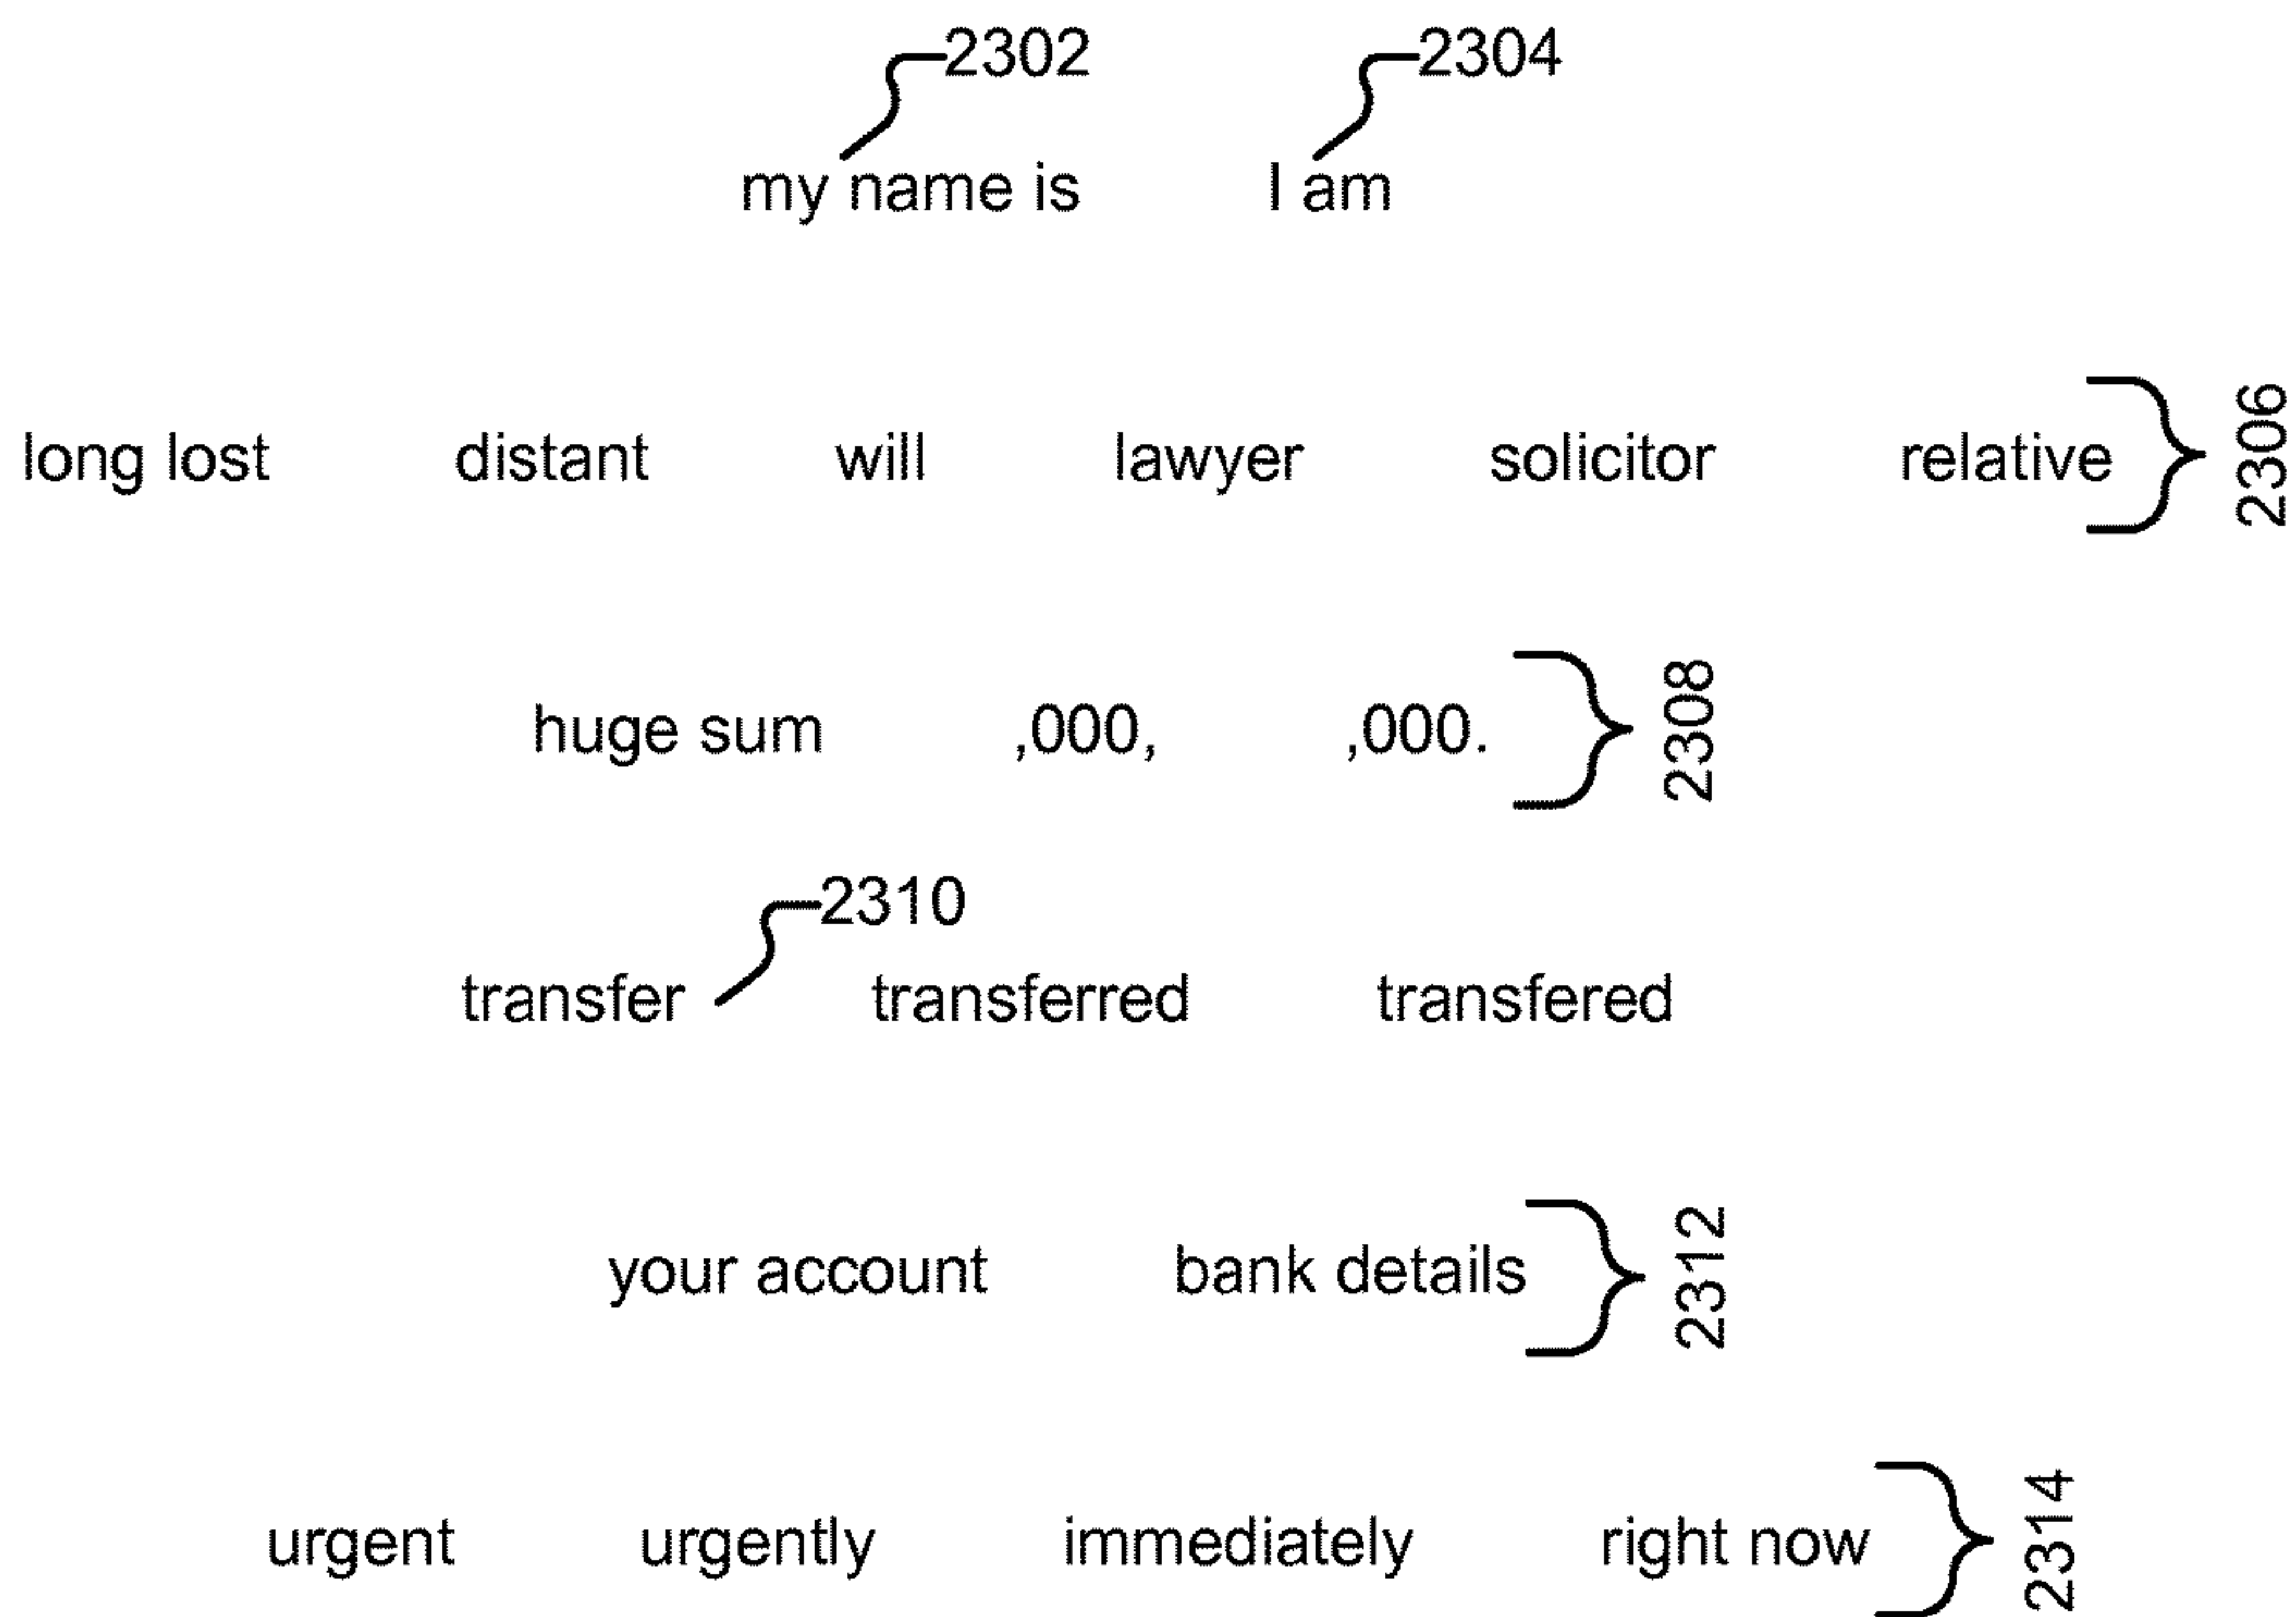 2302 2304
my name is I am
long lost distant will lawyer solicitor relative 2306
huge sum ,000, ,000. 2308
2310
transfer transferred transfered
your account bank details 2312
urgent urgently immediately right now 2314